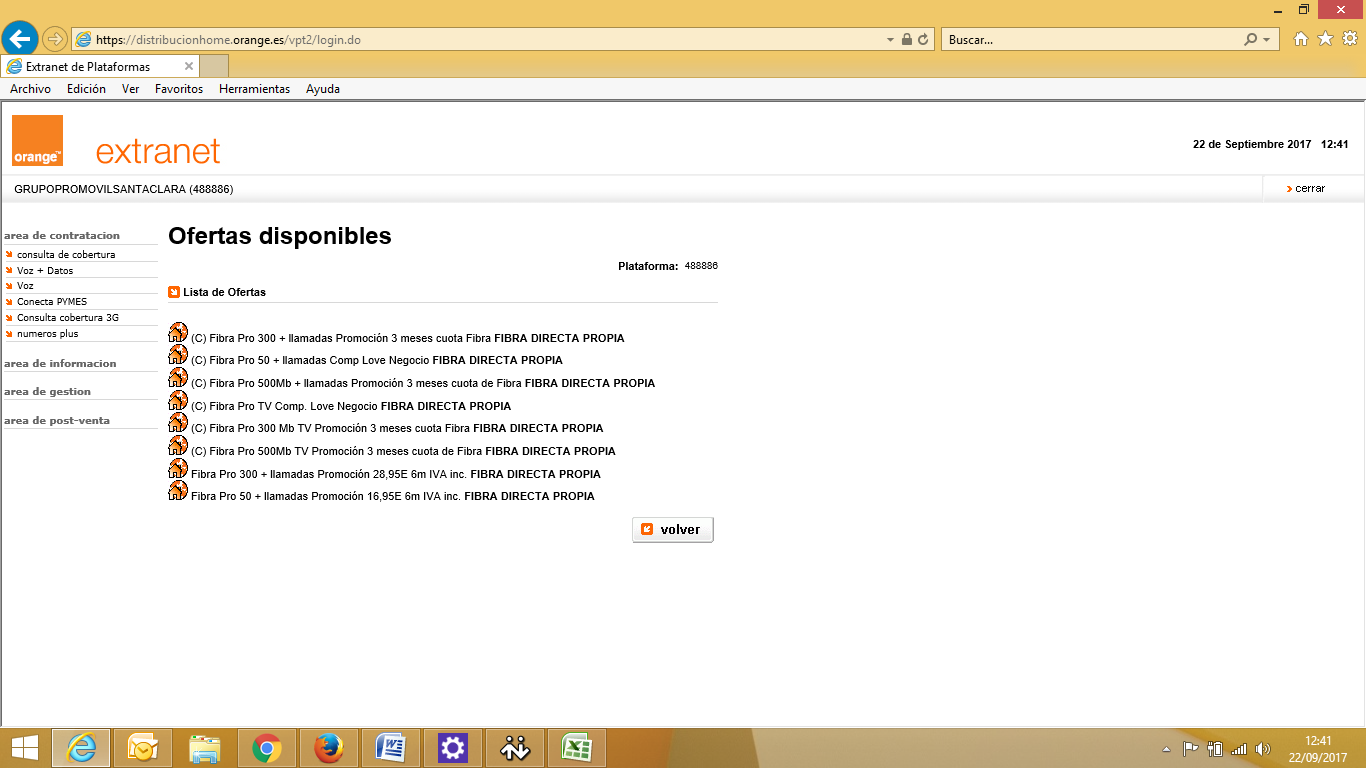 https://distribucionhome.orange.es/vpt2/login.do
Buscar...
Extranet de Plataformas
Archivo Edición Ver Favoritos Herramientas Ayuda
orange™
extranet
22 de Septiembre 2017 12:41
GRUPOPROMOVILSANTACLARA (488886)
cerrar
area de contratacion
consulta de cobertura
Voz + Datos
Voz
Conecta PYMES
Consulta cobertura 3G
numeros plus
area de informacion
area de gestion
area de post-venta
Ofertas disponibles
Plataforma: 488886
Lista de Ofertas
(C) Fibra Pro 300 + llamadas Promoción 3 meses cuota Fibra FIBRA DIRECTA PROPIA
(C) Fibra Pro 50 + llamadas Comp Love Negocio FIBRA DIRECTA PROPIA
(C) Fibra Pro 500Mb + llamadas Promoción 3 meses cuota de Fibra FIBRA DIRECTA PROPIA
(C) Fibra Pro TV Comp. Love Negocio FIBRA DIRECTA PROPIA
(C) Fibra Pro 300 Mb TV Promoción 3 meses cuota Fibra FIBRA DIRECTA PROPIA
(C) Fibra Pro 500Mb TV Promoción 3 meses cuota de Fibra FIBRA DIRECTA PROPIA
Fibra Pro 300 + llamadas Promoción 28,95E 6m IVA inc. FIBRA DIRECTA PROPIA
Fibra Pro 50 + llamadas Promoción 16,95E 6m IVA inc. FIBRA DIRECTA PROPIA
volver
12:41
22/09/2017